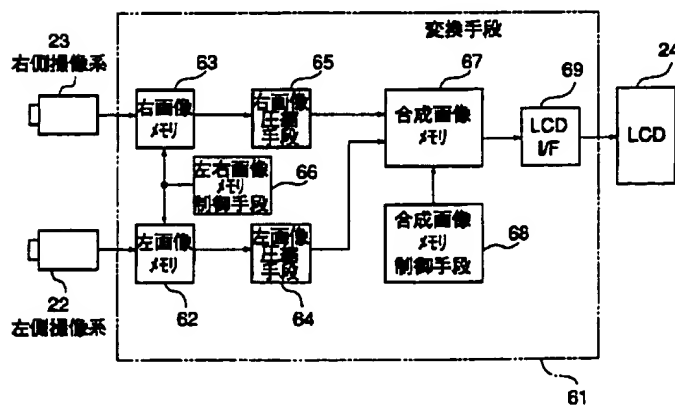 変換手段
23
右側撮像系
63
右画像
メモリ
65
右画像
圧縮
手段
67
合成画像
メモリ
69
LCD
I/F
24
LCD
左右画像
メモリ
制御手段
66
左画像
メモリ
62
左画像
圧縮
手段
64
合成画像
メモリ
制御手段
68
22
左側撮像系
61